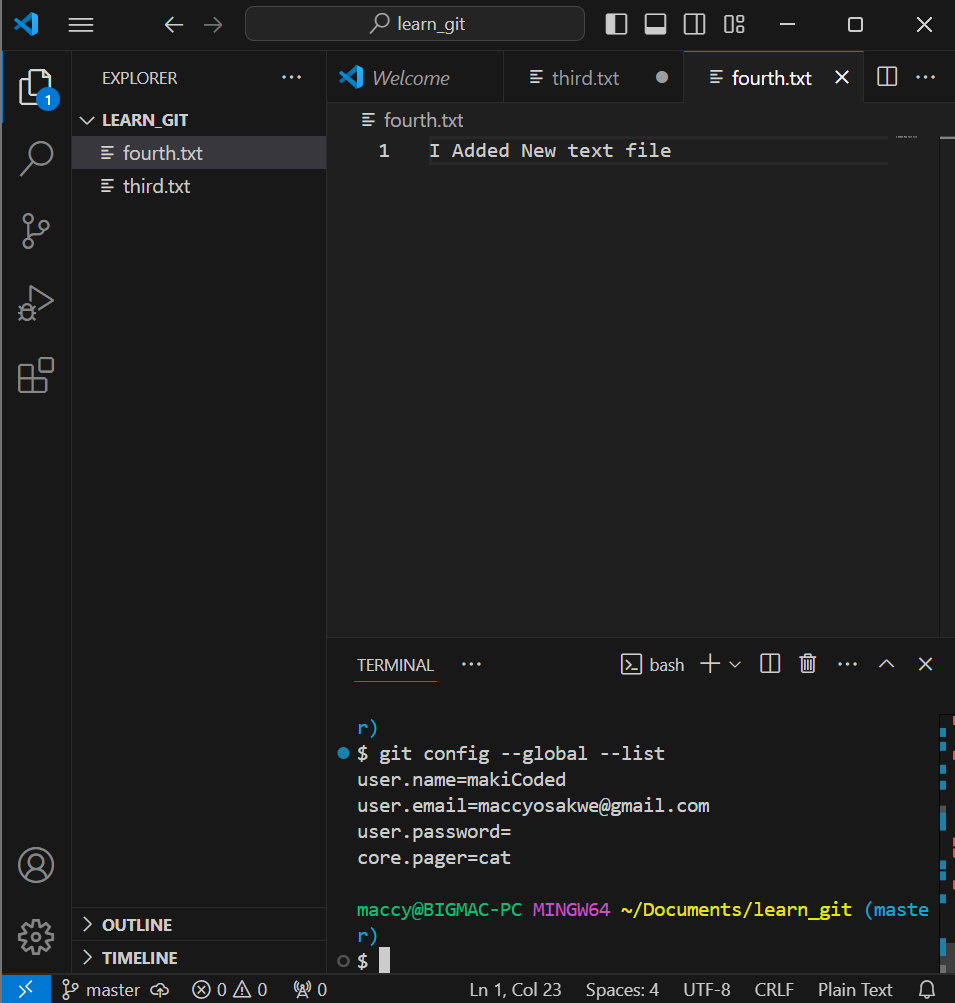 learn_git
EXPLORER
Welcome
third.txt
fourth.txt
1
LEARN_GIT
fourth.txt
fourth.txt
1 I Added New text file
third.txt
TERMINAL
bash
r)
$ git config --global --list
user.name=makiCoded
user.email=maccyosakwe@gmail.com
user.password=
core.pager=cat
maccy@BIGMAC-PC MINGW64 ~/Documents/learn_git (maste
r)
$
OUTLINE
TIMELINE
master 0 0 0 Ln 1, Col 23 Spaces: 4 UTF-8 CRLF Plain Text